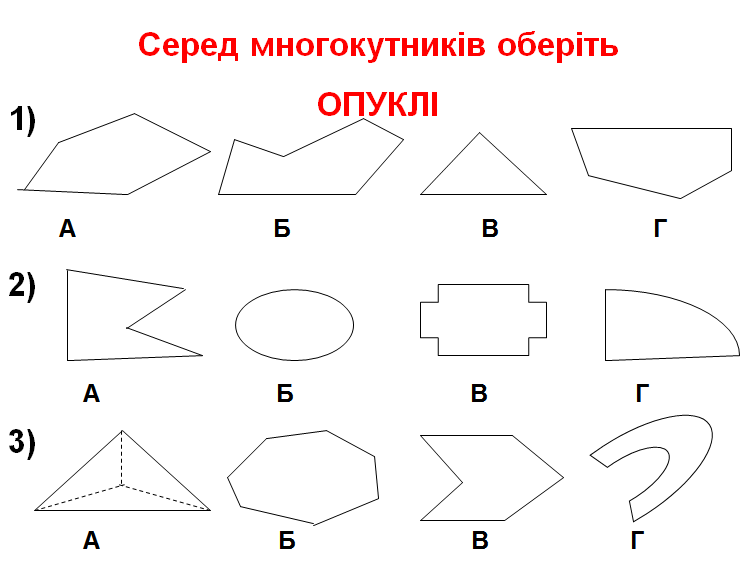 Серед многокутників оберіть
ОПУКЛІ
1)
А Б В Г
2)
А Б В Г
3)
А Б В Г